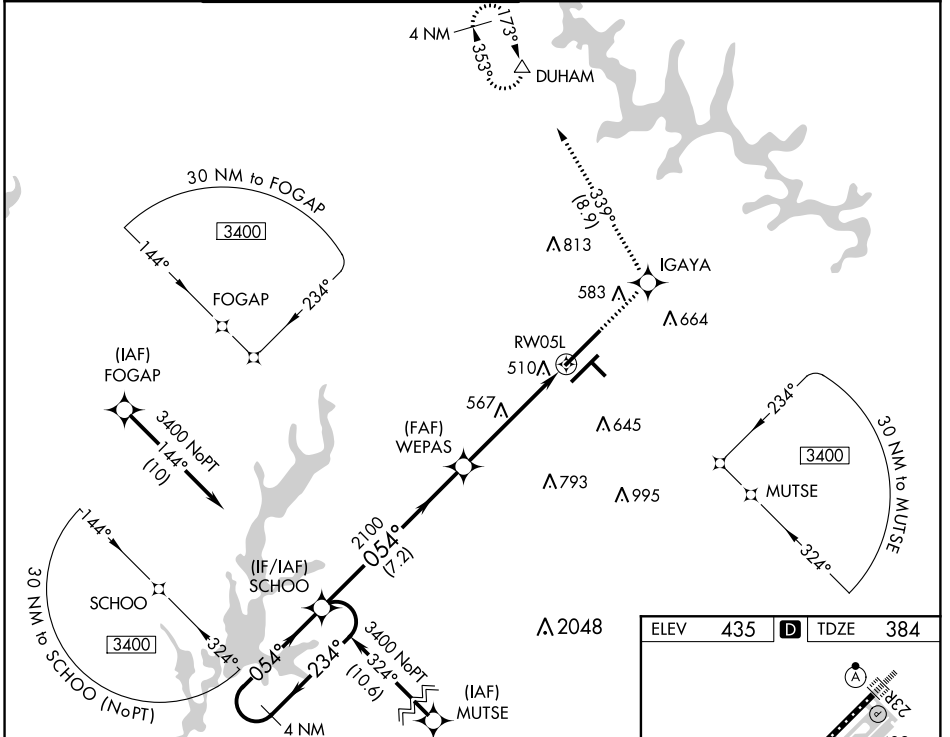 4 NM
173°
353°
DUHAM
30 NM to FOGAP
3400
144°
234°
FOGAP
339°
(8.9)
813
IGAYA
583
664
RW05L
510
(IAF)
FOGAP
3400 NoPT
144°
(10)
567
(FAF)
WEPAS
645
793
995
234°
30 NM to MUTSE
3400
MUTSE
324°
2100
054°
(7.2)
144°
SCHOO
3400
324°
30 NM to SCHOO (NoPT)
(IF/IAF)
SCHOO
054°
234°
4 NM
3400 NoPT
324°
(10.6)
(IAF)
MUTSE
2048
ELEV 435 D TDZE 384
A
23R
P